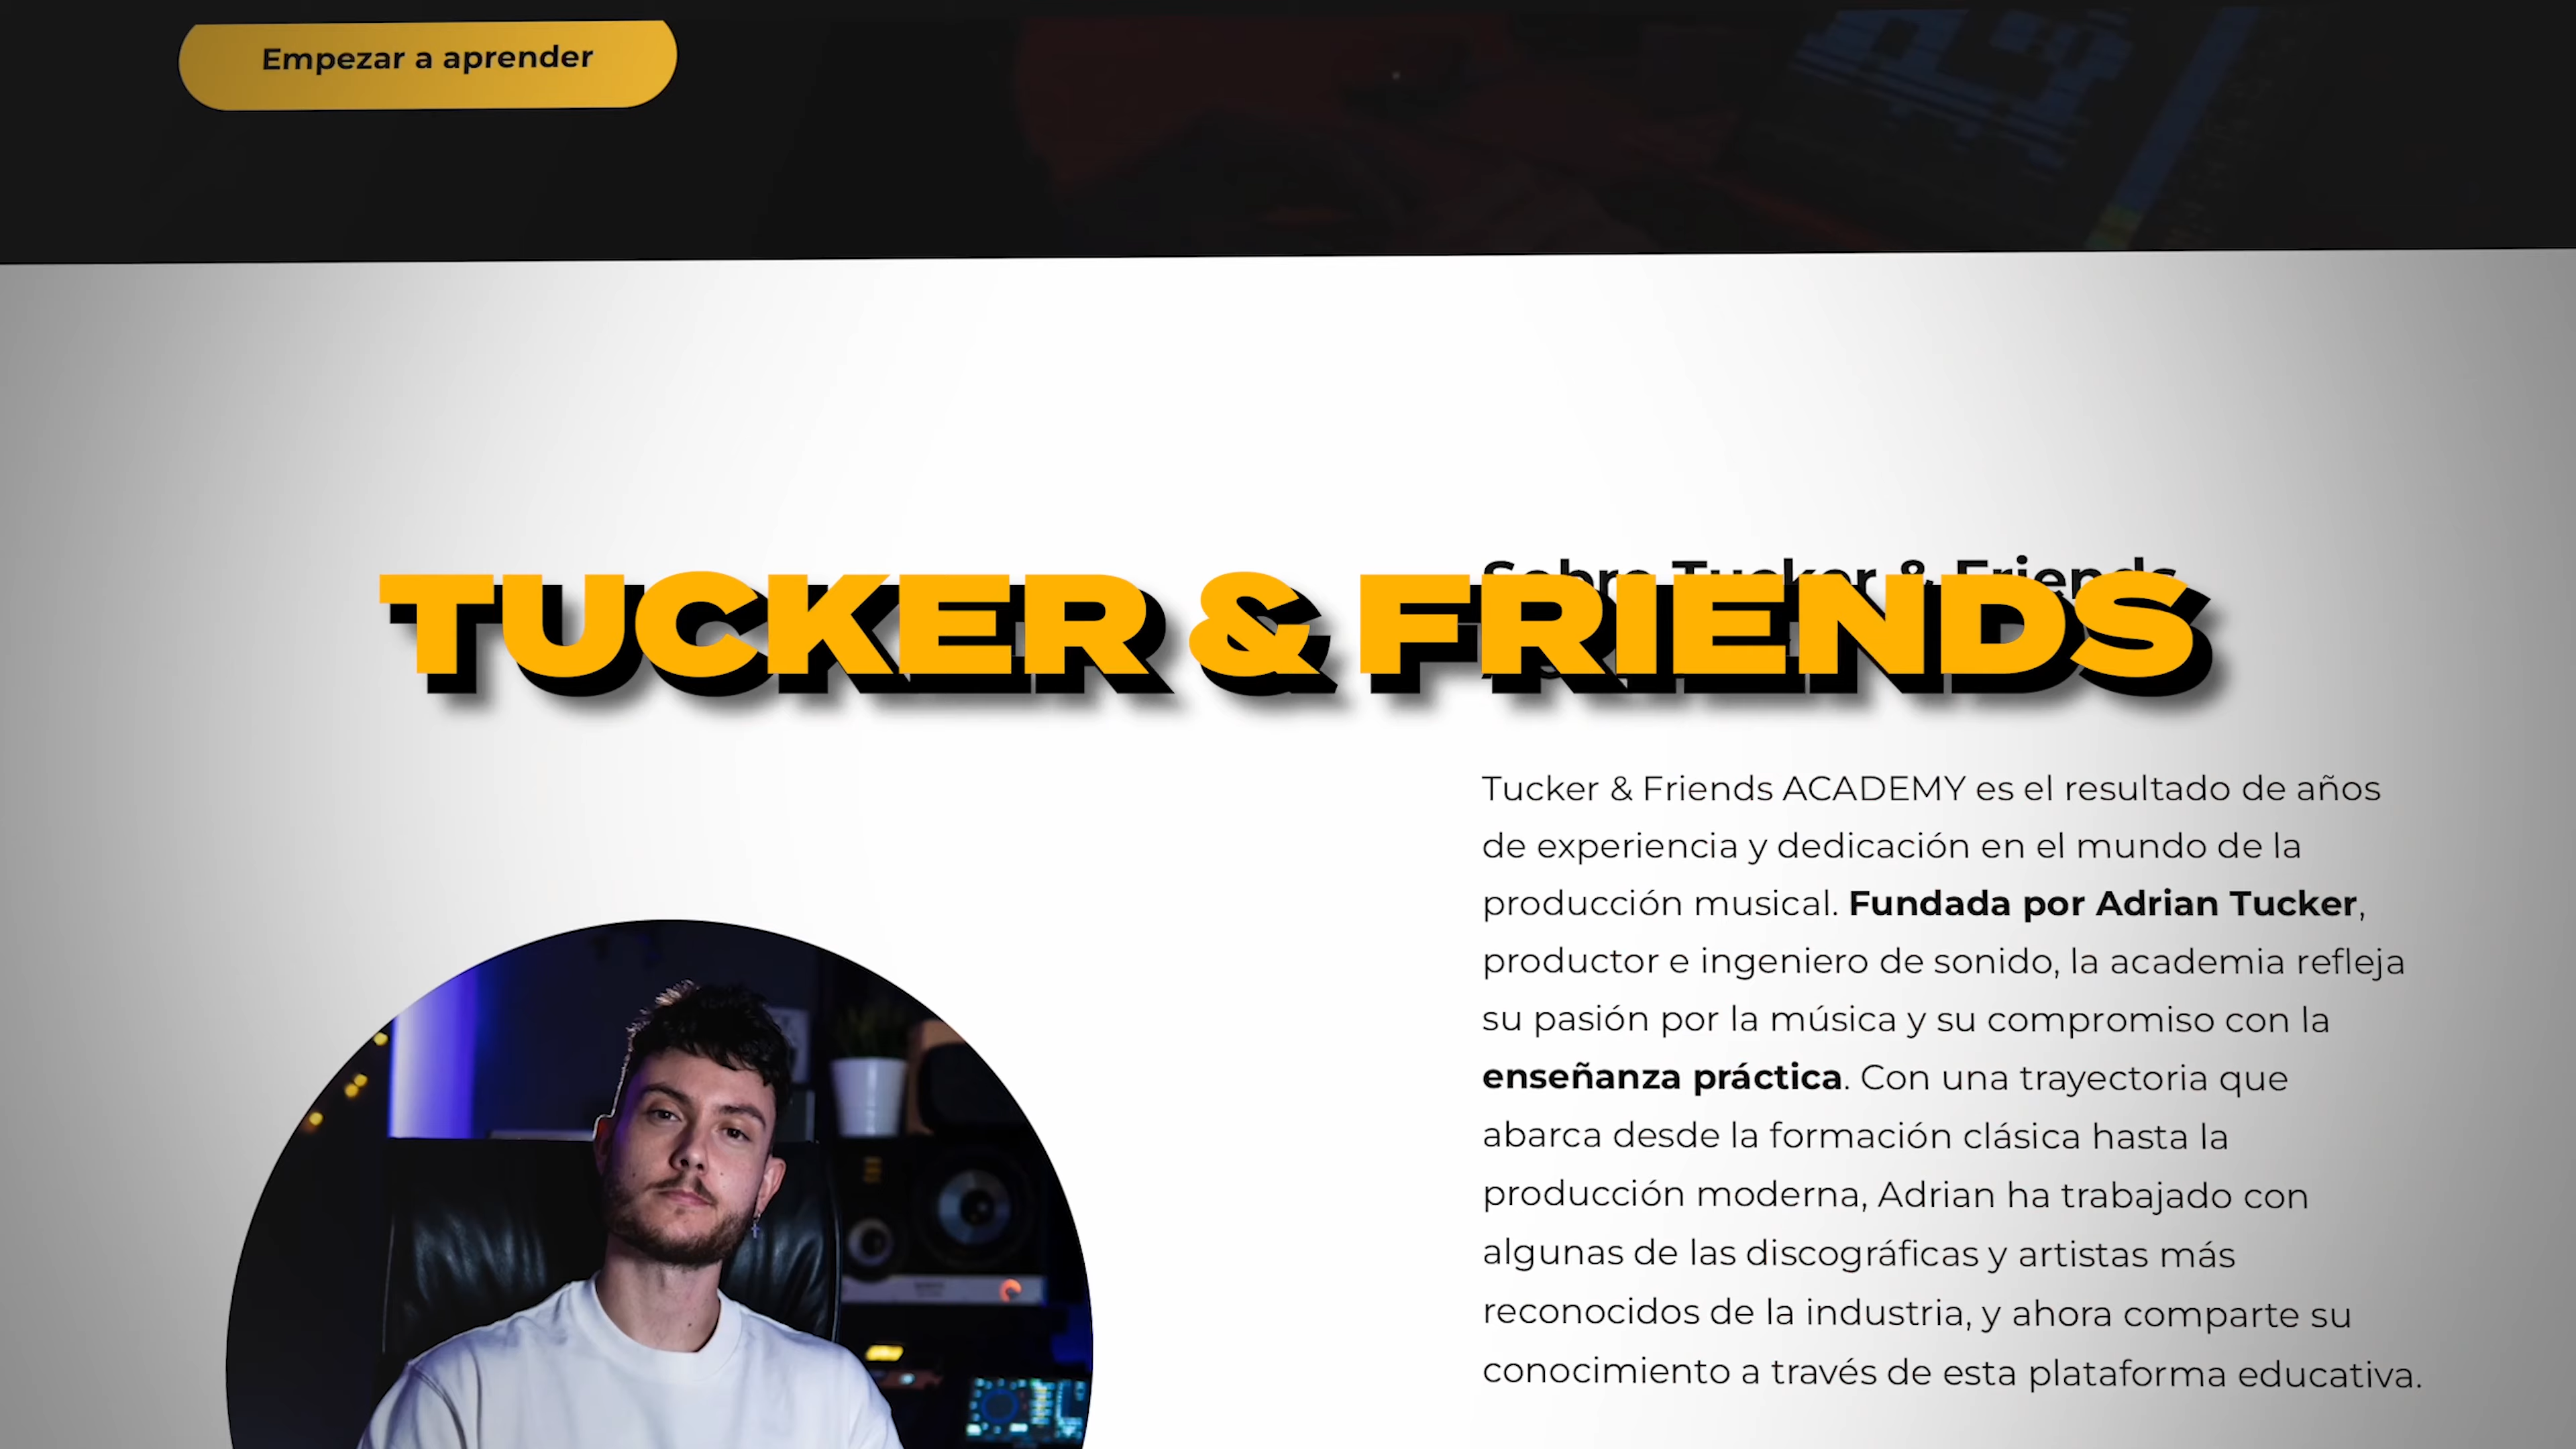 Empezar a aprender
Sobre Tucker & Friends
TUCKER & FRIENDS
Tucker & Friends ACADEMY es el resultado de años
de experiencia y dedicación en el mundo de la
producción musical. Fundada por Adrian Tucker,
productor e ingeniero de sonido, la academia refleja
su pasión por la música y su compromiso con la
enseñanza práctica. Con una trayectoria que
abarca desde la formación clásica hasta la
producción moderna, Adrian ha trabajado con
algunas de las discográficas y artistas más
reconocidos de la industria, y ahora comparte su
conocimiento a través de esta plataforma educativa.